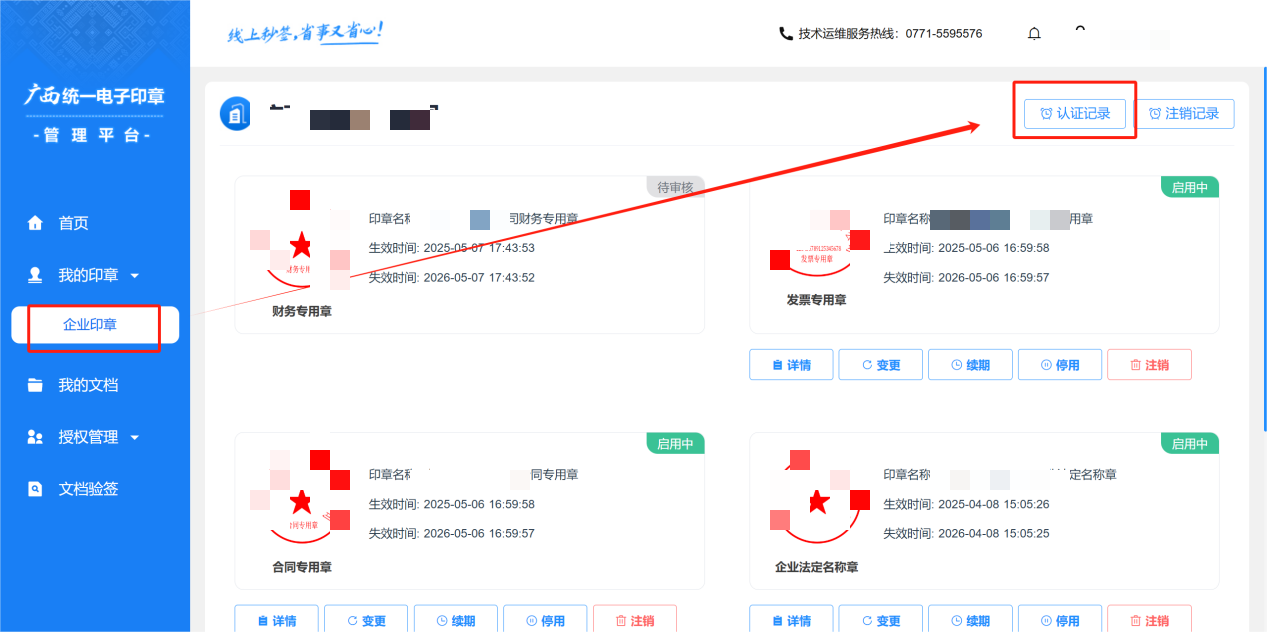 线上秒签,省事又省心!
技术运维服务热线：0771-5595576
广西统一电子印章
-管理平台-
认证记录
注销记录
首页
我的印章
企业印章
我的文档
授权管理
文档验签
待审核
印章名称 司财务专用章
生效时间: 2025-05-07 17:43:53
失效时间: 2026-05-07 17:43:52
财务专用章
启用中
印章名称 用章
生效时间: 2025-05-06 16:59:58
失效时间: 2026-05-06 16:59:57
发票专用章
发票专用章
详情 变更 续期 停用 注销
启用中
印章名称 同专用章
生效时间: 2025-05-06 16:59:58
失效时间: 2026-05-06 16:59:57
合同专用章
合同专用章
详情 变更 续期 停用 注销
启用中
印章名称 定名称章
生效时间: 2025-04-08 15:05:26
失效时间: 2026-04-08 15:05:25
企业法定名称章
详情 变更 续期 停用 注销